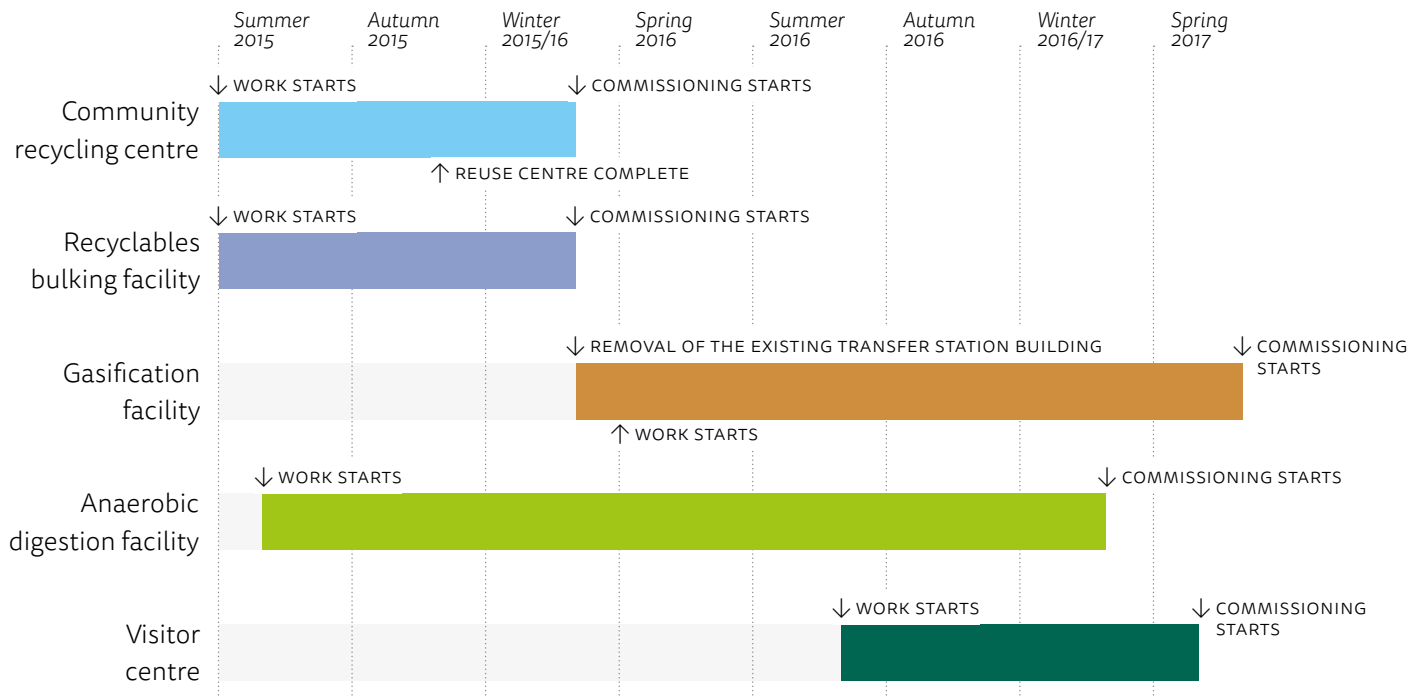 Summer Autumn Winter Spring Summer Autumn Winter Spring
2015 2015 2015/16 2016 2016 2016 2016/17 2017
↓ WORK STARTS ↓ COMMISSIONING STARTS
Community
recycling centre
↑ REUSE CENTRE COMPLETE
↓ WORK STARTS ↓ COMMISSIONING STARTS
Recyclables
bulking facility
↓ REMOVAL OF THE EXISTING TRANSFER STATION BUILDING ↓ COMMISSIONING
STARTS
Gasification
facility
↑ WORK STARTS
↓ WORK STARTS ↓ COMMISSIONING STARTS
Anaerobic
digestion facility
↓ WORK STARTS ↓ COMMISSIONING
STARTS
Visitor
centre